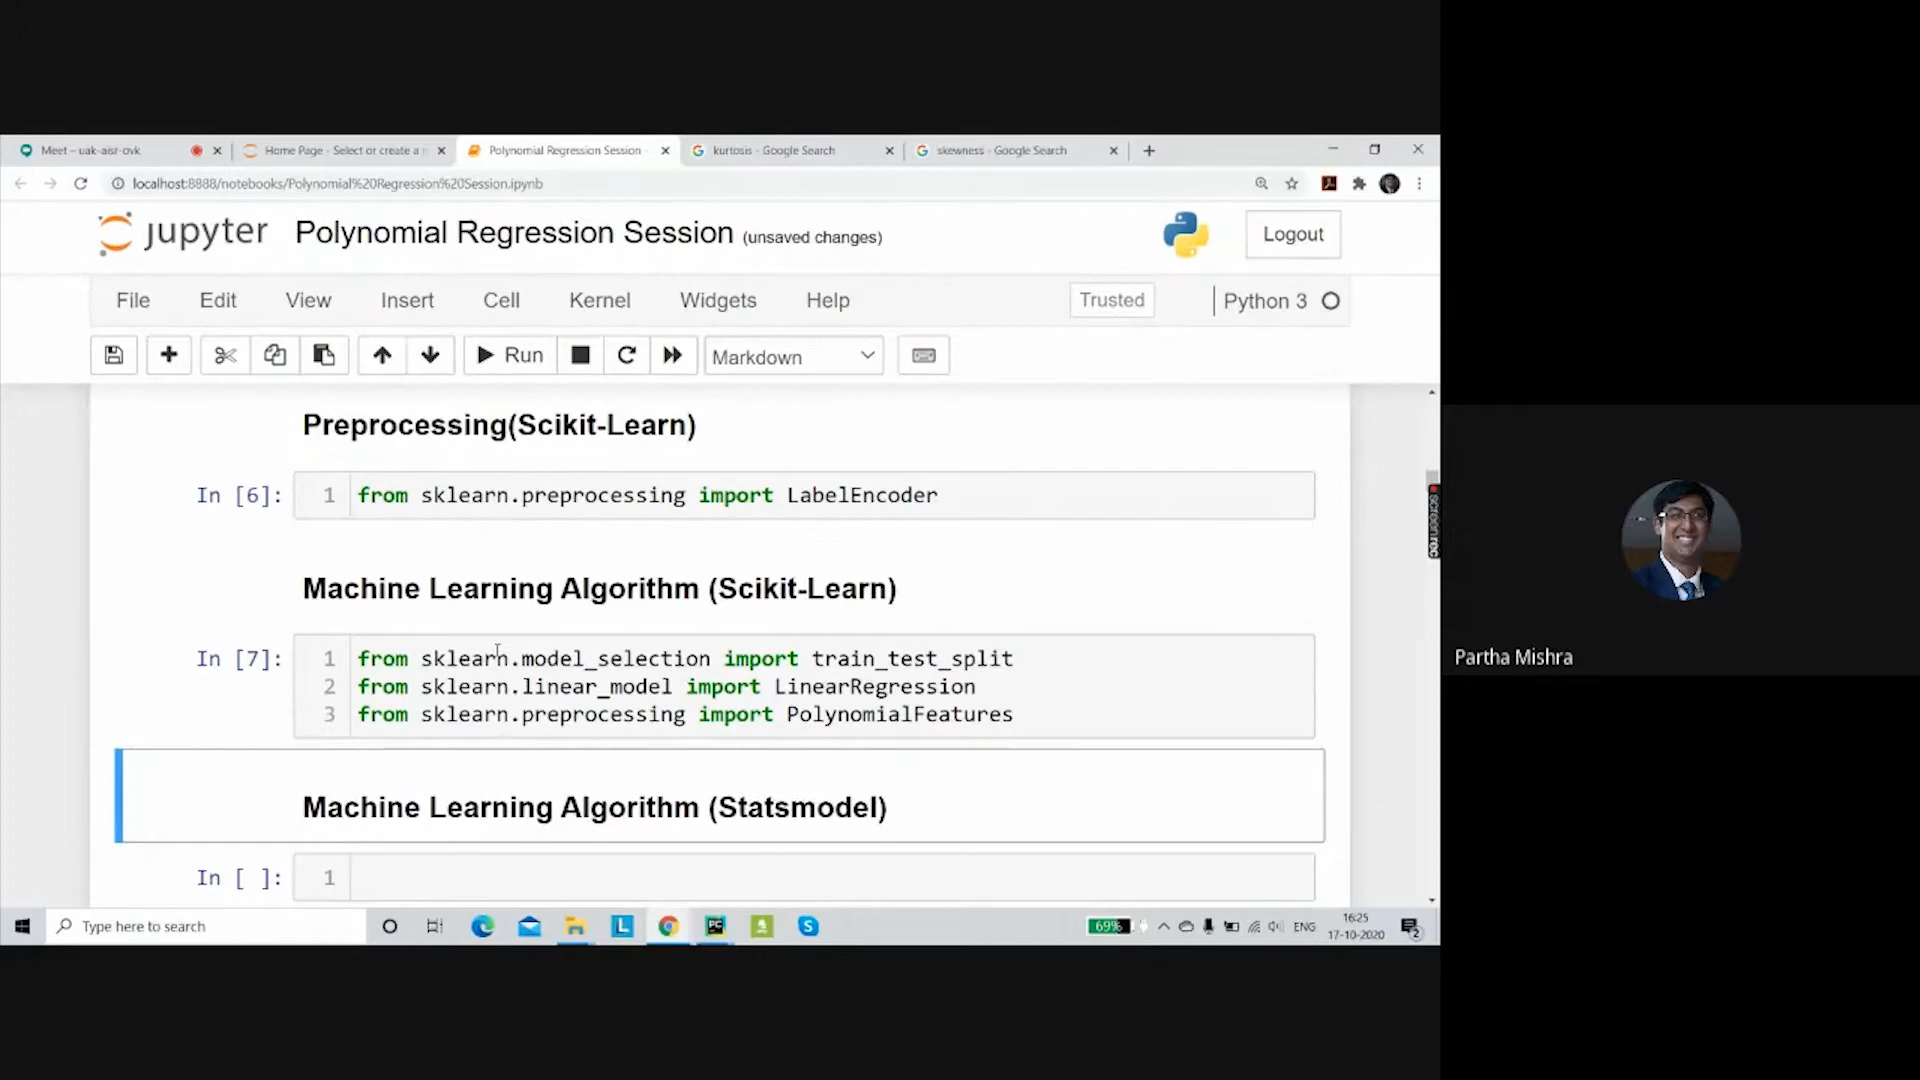 Meet – uak-aisr-ovk
Home Page - Select or create a n
Polynomial Regression Session -
kurtosis - Google Search
skewness - Google Search
localhost:8888/notebooks/Polynomial%20Regression%20Session.ipynb
jupyter Polynomial Regression Session (unsaved changes)
Logout
File Edit View Insert Cell Kernel Widgets Help
Trusted
Python 3
Run
Markdown
Preprocessing(Scikit-Learn)
In [6]: 1 from sklearn.preprocessing import LabelEncoder
Machine Learning Algorithm (Scikit-Learn)
In [7]: 1 from sklearn.model_selection import train_test_split
2 from sklearn.linear_model import LinearRegression
3 from sklearn.preprocessing import PolynomialFeatures
Machine Learning Algorithm (Statsmodel)
In [ ]: 1
screenrec
Partha Mishra
Type here to search
69%
ENG
16:25
17-10-2020
2